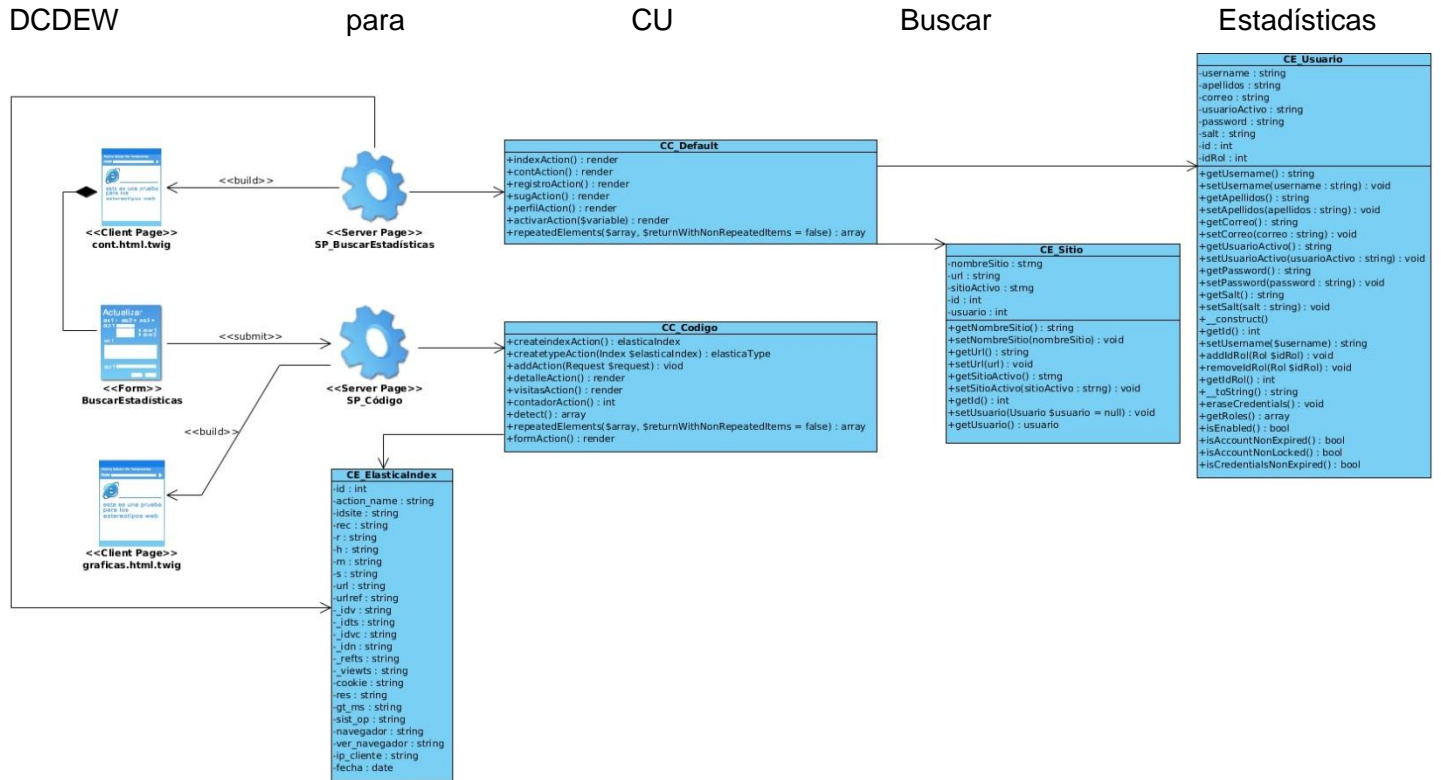 DCDEW para CU Buscar Estadísticas
<<build>>
<<Client Page>>
cont.html.twig
<<Server Page>>
SP_BuscarEstadísticas
Actualizar
<<submit>>
<<Form>>
BuscarEstadísticas
<<Server Page>>
SP_Código
<<build>>
esta es una prueba
para los
estereotipos web
<<Client Page>>
graficas.html.twig
CC_Default
+indexAction() : render
+contAction() : render
+registroAction() : render
+sugAction() : render
+perfilAction() : render
+activarAction($variable) : render
+repeatedElements($array, $returnWithNonRepeatedItems = false) : array
CC_Codigo
+createindexAction() : elasticaIndex
+createtypeAction(Index $elasticaIndex) : elasticaType
+addAction(Request $request) : viod
+detalleAction() : render
+visitasAction() : render
+contadorAction() : int
+detect() : array
+repeatedElements($array, $returnWithNonRepeatedItems = false) : array
+formAction() : render
CE_ElasticaIndex
-id : int
-action_name : string
-idsite : string
-rec : string
-r : string
-h : string
-m : string
-s : string
-url : string
-urlref : string
-_idv : string
-_idts : string
-_idvc : string
-_idn : string
-_refts : string
-_viewts : string
-cookie : string
-res : string
-gt_ms : string
-sist_op : string
-navegador : string
-ver_navegador : string
-ip_cliente : string
-fecha : date
CE_Sitio
-nombreSitio : strng
-url : string
-sitioActivo : strng
-id : int
-usuario : int
+getNombreSitio() : string
+setNombreSitio(nombreSitio) : void
+getUrl() : string
+setUrl(url) : void
+getSitioActivo() : strng
+setSitioActivo(sitioActivo : strng) : void
+getId() : int
+setUsuario(Usuario $usuario = null) : void
+getUsuario() : usuario
CE_Usuario
-username : string
-apellidos : string
-correo : string
-usuarioActivo : string
-password : string
-salt : string
-id : int
-idRol : int
+getUsername() : string
+setUsername(username : string) : void
+getApellidos() : string
+setApellidos(apellidos : string) : void
+getCorreo() : string
+setCorreo(correo : string) : void
+getUsuarioActivo() : string
+setUsuarioActivo(usuarioActivo : string) : void
+getPassword() : string
+setPassword(password : string) : void
+getSalt() : string
+setSalt(salt : string) : void
+__construct()
+getId() : int
+setUsername($username) : string
+addIdRol(Rol $idRol) : void
+removeIdRol(Rol $idRol) : void
+getIdRol() : int
+__toString() : string
+eraseCredentials() : void
+getRoles() : array
+isEnabled() : bool
+isAccountNonExpired() : bool
+isAccountNonLocked() : bool
+isCredentialsNonExpired() : bool